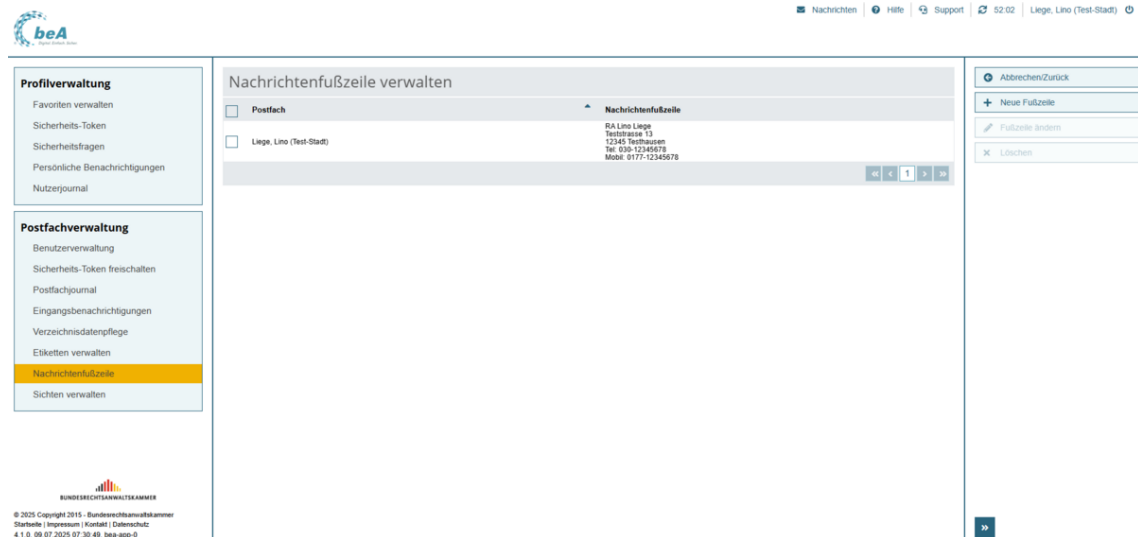 Nachrichten Hilfe Support 52:02 Liege, Lino (Test-Stadt)
beA
Profilverwaltung
Favoriten verwalten
Sicherheits-Token
Sicherheitsfragen
Persönliche Benachrichtigungen
Nutzerjournal
Postfachverwaltung
Benutzerverwaltung
Sicherheits-Token freischalten
Postfachjournal
Eingangsbenachrichtigungen
Verzeichnisdatenpflege
Etiketten verwalten
Nachrichtenfußzeile
Sichten verwalten
BUNDESRECHTSANWALTSKAMMER
© 2025 Copyright 2015 - Bundesrechtsanwaltskammer
Startseite | Impressum | Kontakt | Datenschutz
4.1.0, 09.07.2025 07:30:49, bea-app-0
Nachrichtenfußzeile verwalten
Postfach Nachrichtenfußzeile
Liege, Lino (Test-Stadt)
RA Lino Liege
Teststrasse 13
12345 Testhausen
Tel: 030-12345678
Mobil: 0177-12345678
« < 1 > »
Abbrechen/Zurück
Neue Fußzeile
Fußzeile ändern
Löschen
»